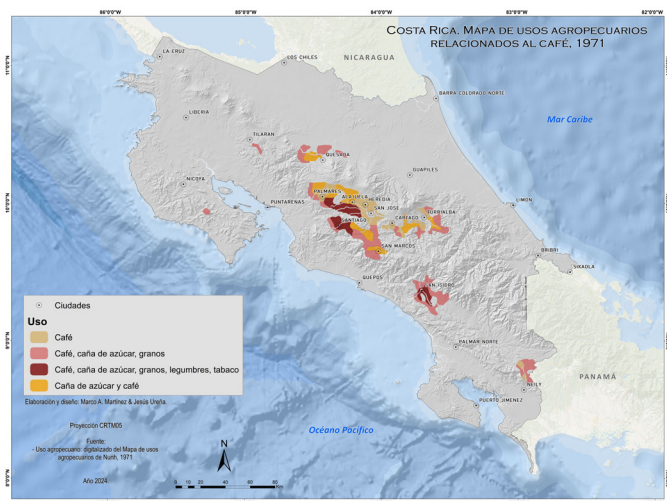 86°0'0"W
84°0'0"W
83°0'0"W
82°0'0"W
COSTA RICA. MAPA DE USOS AGROPECUARIOS
RELACIONADOS AL CAFÉ, 1971
NICARAGUA
LA CRUZ
LOS CHILES
BARRA COLORADO NORTE
Mar Caribe
LIBERIA
TILARAN
QUESADA
GUAPILES
NICOYA
PALMARES
ALAJUELA
HEREDIA
SAN JOSE
PUNTARENAS
SANTIAGO
CARTAGO
TURRIALBA
LIMON
SAN MARCOS
BRIBRI
SIXAOLA
QUEPOS
SAN ISIDRO
PALMAR NORTE
PANAMÁ
NEILY
PUERTO JIMENEZ
Océano Pacífico
Ciudades
Uso
Café
Café, caña de azúcar, granos
Café, caña de azúcar, granos, legumbres, tabaco
Caña de azúcar y café
Elaboración y diseño: Marco A. Martínez & Jesús Ureña.
Proyección CRTM05
Fuente:
- Uso agropecuario: digitalizado del Mapa de usos
agropecuarios de Nunh, 1971
Año 2024.
N
0 20 40 60 80